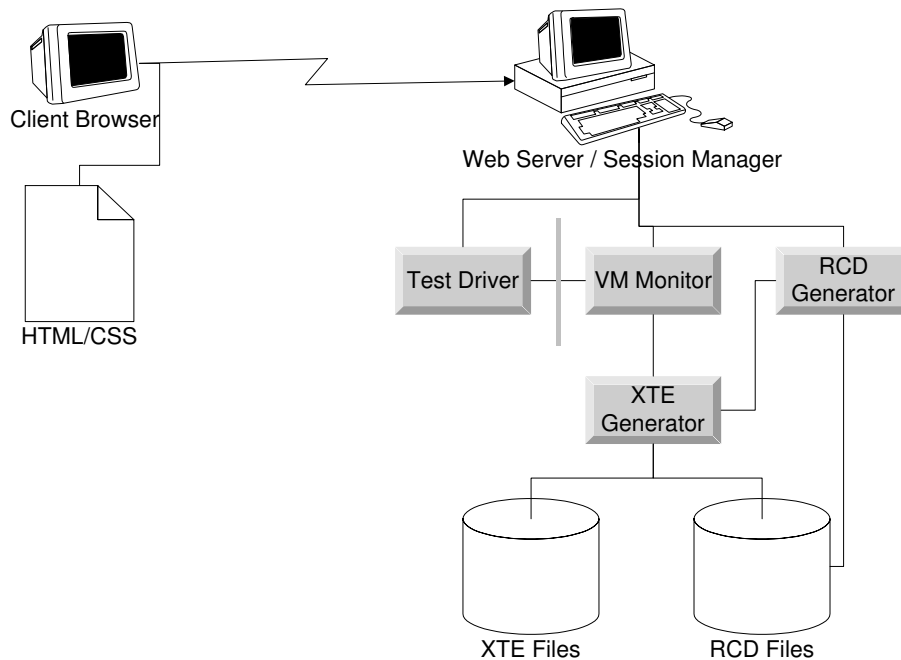 Client Browser
Web Server / Session Manager
HTML/CSS
Test Driver
VM Monitor
RCD
Generator
XTE
Generator
XTE Files
RCD Files